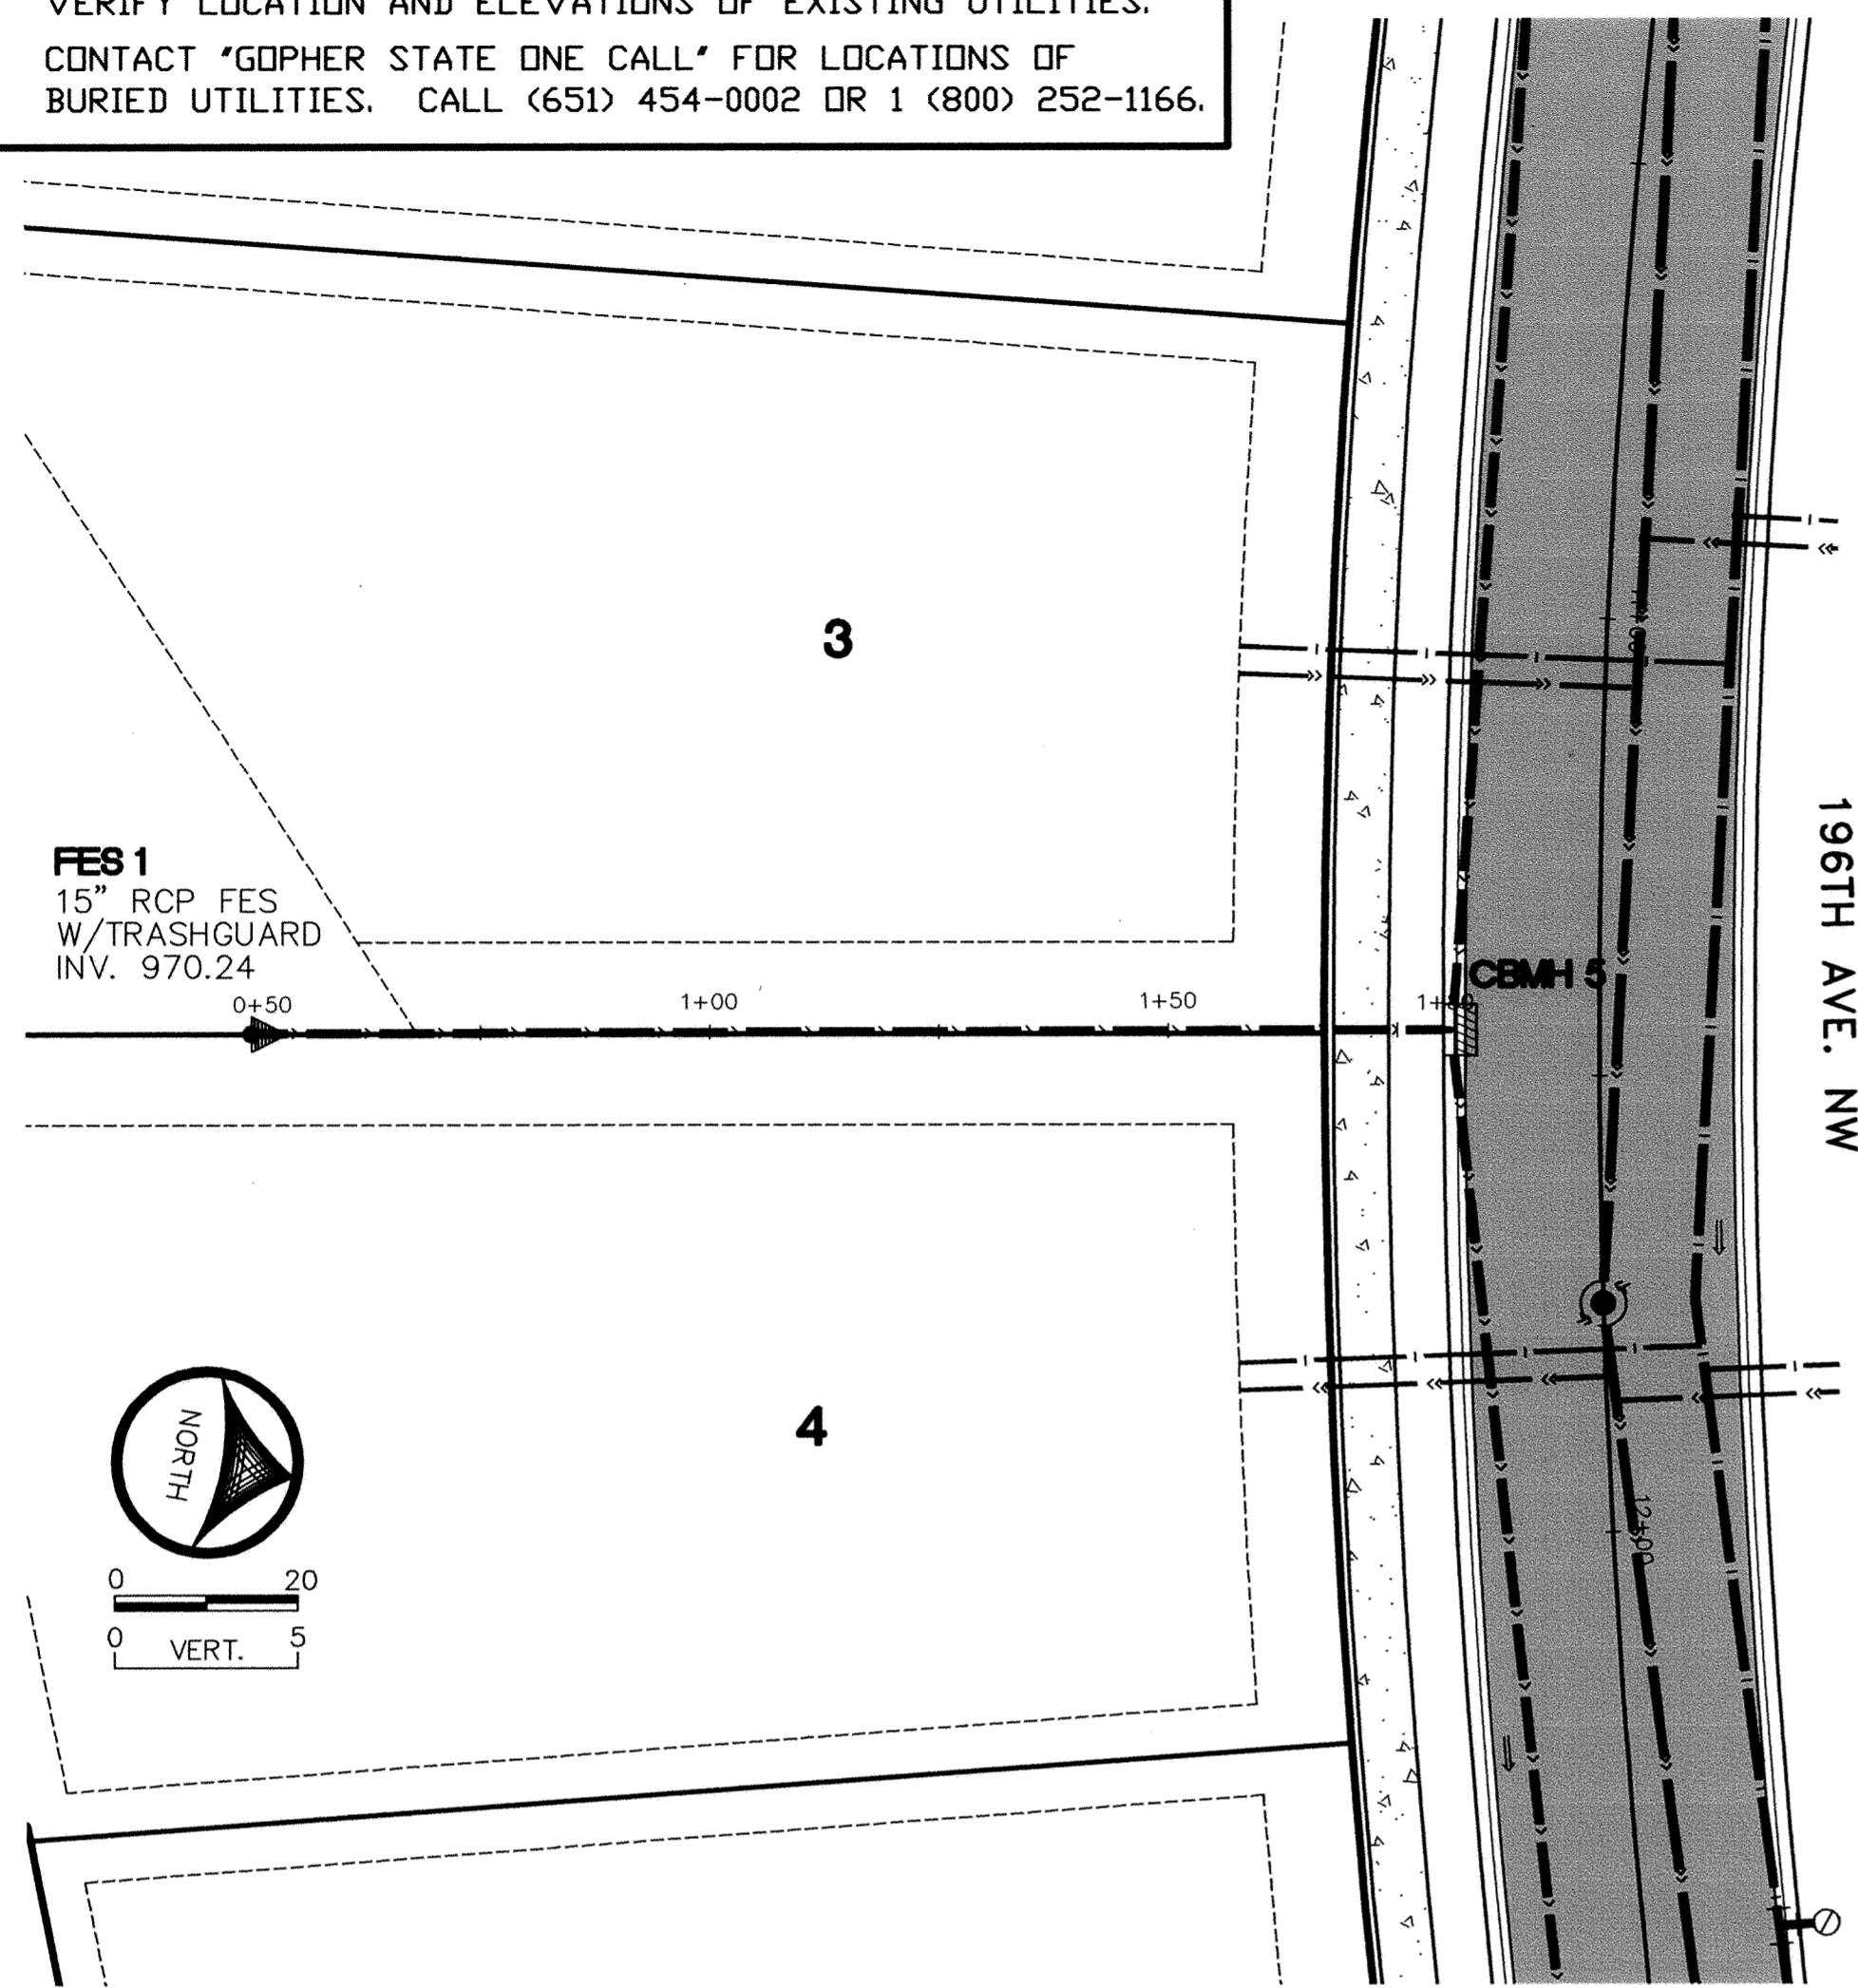 VERIFY LOCATION AND ELEVATIONS OF EXISTING UTILITIES.
CONTACT "GOPHER STATE ONE CALL" FOR LOCATIONS OF
BURIED UTILITIES. CALL (651) 454-0002 OR 1 (800) 252-1166.
3
196TH AVE. NW
FES 1
15" RCP FES
W/TRASHGUARD
INV. 970.24
CBMH 5
0+50
1+00
1+50
4
NORTH
12+00
0 20
0 VERT. 5